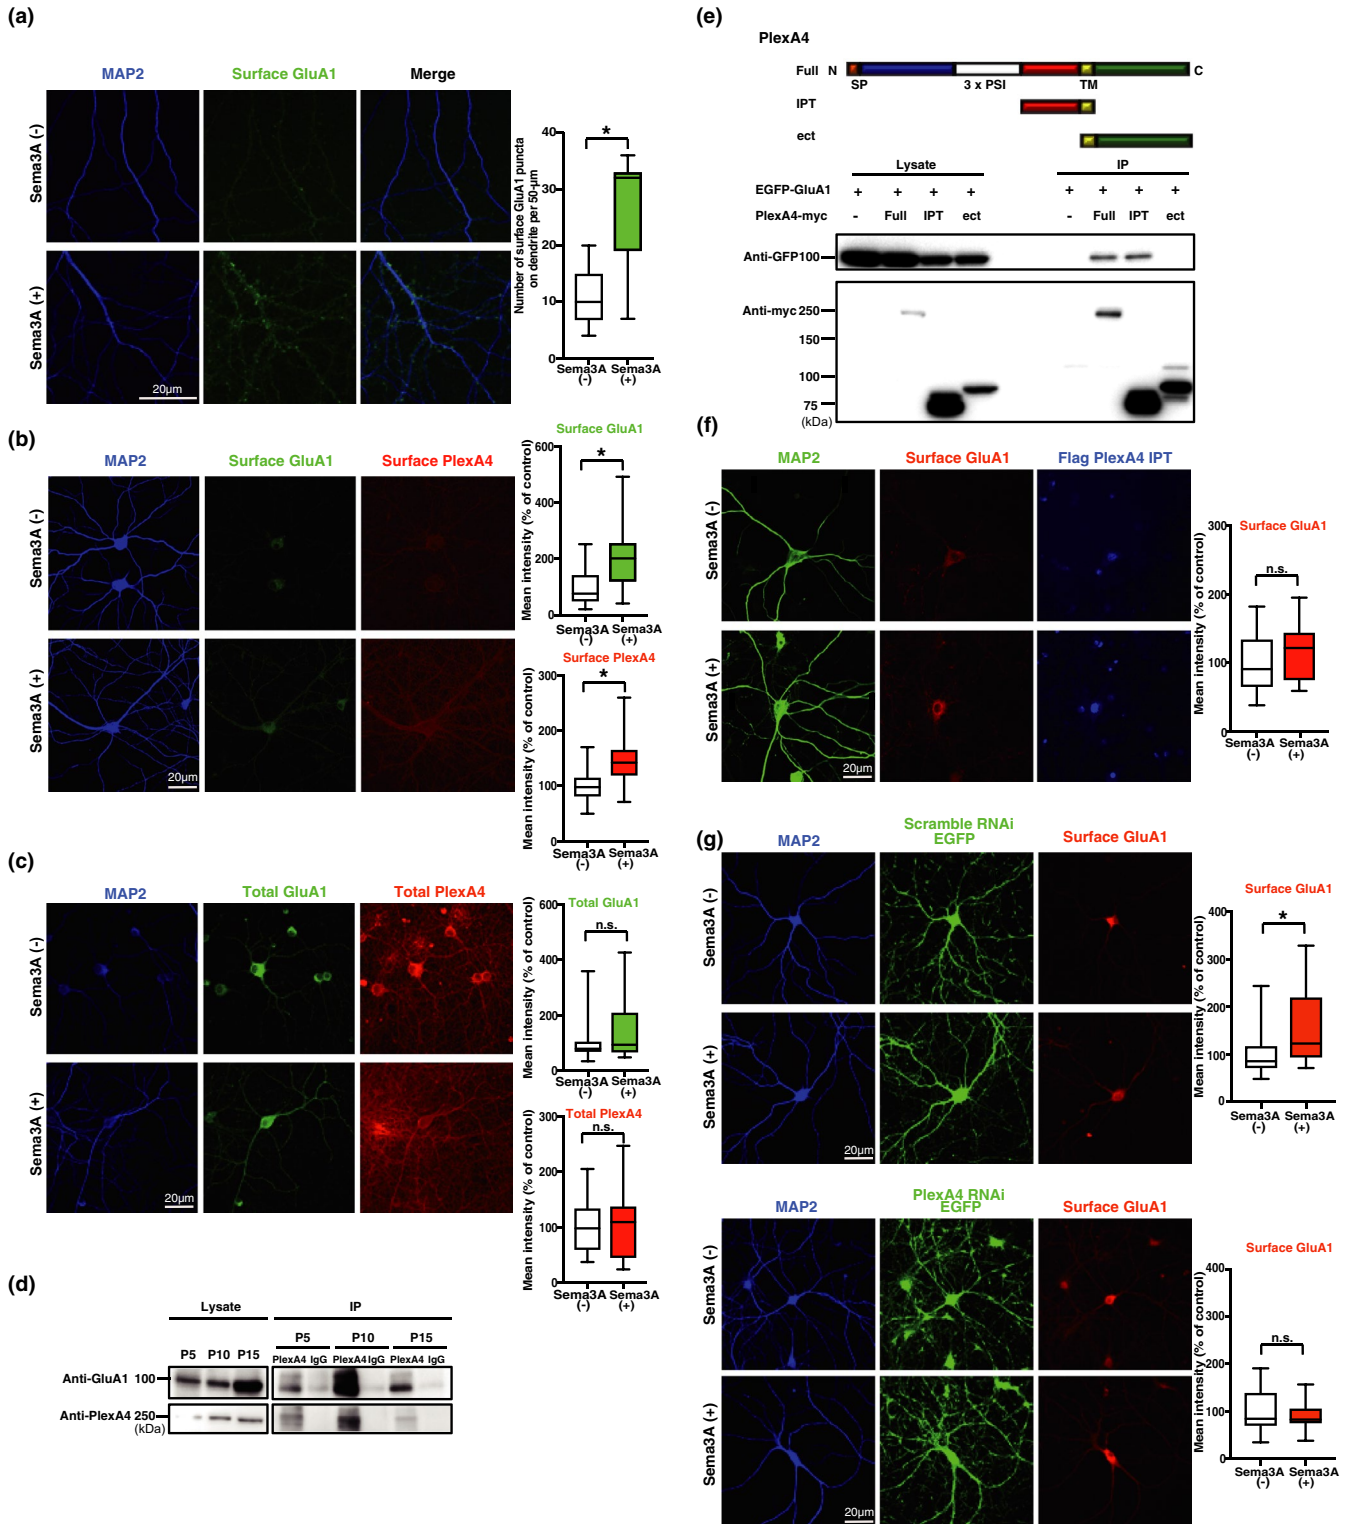 (a)
MAP2 Surface GluA1 Merge
Sema3A (-)
Sema3A (+)
20µm
Number of surface GluA1 puncta
on dendrite per 50-µm
40
30
20
10
0
*
Sema3A Sema3A
(-) (+)
(b)
MAP2 Surface GluA1 Surface PlexA4
Sema3A (-)
Sema3A (+)
20µm
Surface GluA1
Mean intensity (% of control)
600
400
200
0
*
Sema3A Sema3A
(-) (+)
Surface PlexA4
Mean intensity (% of control)
300
200
100
0
*
Sema3A Sema3A
(-) (+)
(c)
MAP2 Total GluA1 Total PlexA4
Sema3A (-)
Sema3A (+)
20µm
Total GluA1
Mean intensity (% of control)
600
400
200
0
n.s.
Sema3A Sema3A
(-) (+)
Total PlexA4
Mean intensity (% of control)
300
200
100
0
n.s.
Sema3A Sema3A
(-) (+)
(d)
Lysate IP
P5 P10 P15 P5 P10 P15
PlexA4 IgG PlexA4 IgG PlexA4 IgG
Anti-GluA1 100
Anti-PlexA4 250
(kDa)
(e)
PlexA4
Full N C
SP 3 x PSI TM
IPT
ect
Lysate IP
EGFP-GluA1 + + + + + + + +
PlexA4-myc - Full IPT ect - Full IPT ect
Anti-GFP100
Anti-myc 250
150
100
75
(kDa)
(f)
MAP2 Surface GluA1 Flag PlexA4 IPT
Sema3A (-)
Sema3A (+)
20µm
Surface GluA1
Mean intensity (% of control)
300
200
100
0
n.s.
Sema3A Sema3A
(-) (+)
(g)
MAP2 Scramble RNAi EGFP Surface GluA1
Sema3A (-)
Sema3A (+)
20µm
Surface GluA1
Mean intensity (% of control)
400
300
200
100
0
*
Sema3A Sema3A
(-) (+)
MAP2 PlexA4 RNAi EGFP Surface GluA1
Sema3A (-)
Sema3A (+)
20µm
Surface GluA1
Mean intensity (% of control)
400
300
200
100
0
n.s.
Sema3A Sema3A
(-) (+)